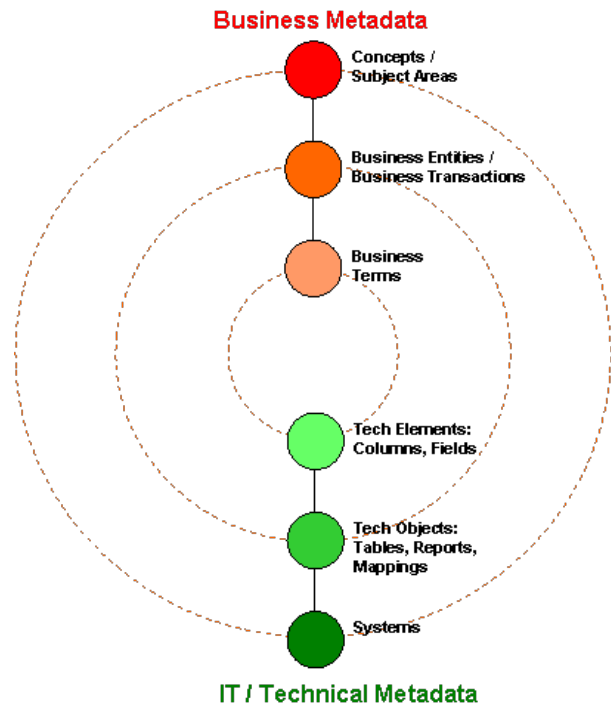 Business Metadata
Concepts /
Subject Areas
Business Entities /
Business Transactions
Business
Terms
Tech Elements:
Columns, Fields
Tech Objects:
Tables, Reports,
Mappings
Systems
IT / Technical Metadata